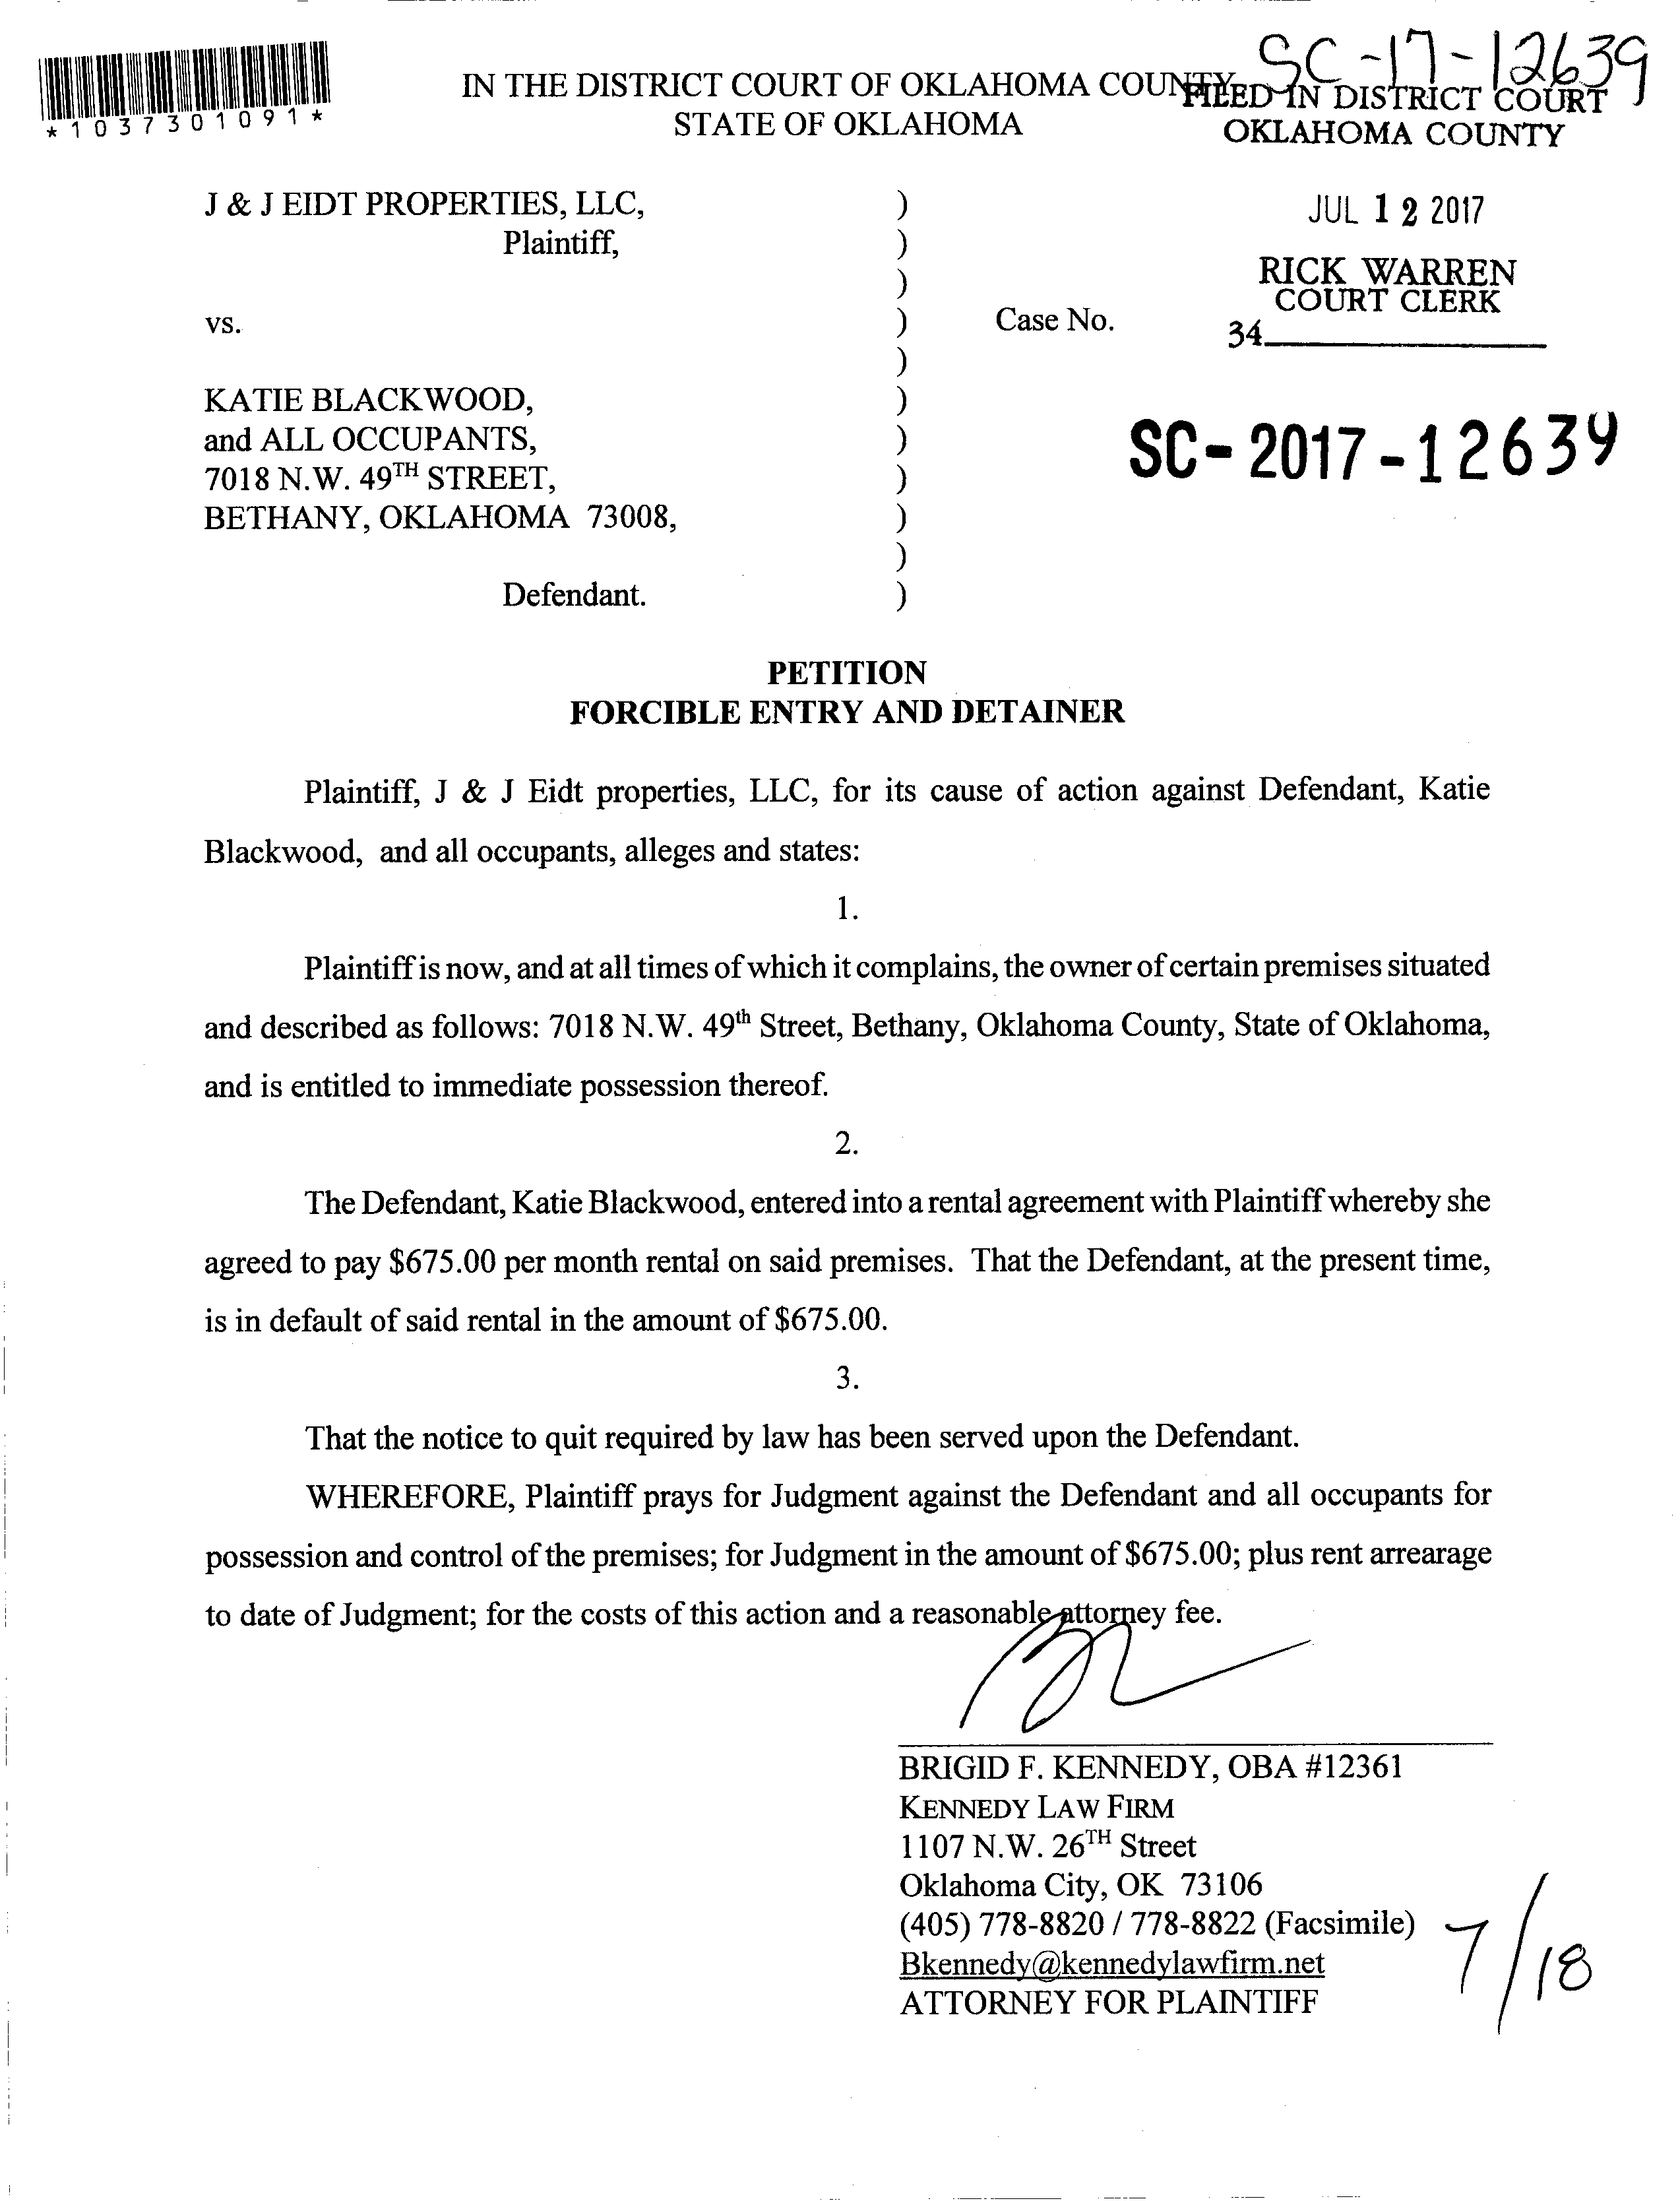 SC-17-12639
*1037301091*
IN THE DISTRICT COURT OF OKLAHOMA COUNTY
STATE OF OKLAHOMA
FILED IN DISTRICT COURT
OKLAHOMA COUNTY
JUL 12 2017
RICK WARREN
COURT CLERK
34
J & J EIDT PROPERTIES, LLC, )
Plaintiff, )
)
vs. ) Case No.
)
KATIE BLACKWOOD, )
and ALL OCCUPANTS, )
7018 N.W. 49TH STREET, )
BETHANY, OKLAHOMA 73008, )
)
Defendant. )
SC-2017-12639
PETITION
FORCIBLE ENTRY AND DETAINER
Plaintiff, J & J Eidt properties, LLC, for its cause of action against Defendant, Katie
Blackwood, and all occupants, alleges and states:
1.
Plaintiff is now, and at all times of which it complains, the owner of certain premises situated
and described as follows: 7018 N.W. 49th Street, Bethany, Oklahoma County, State of Oklahoma,
and is entitled to immediate possession thereof.
2.
The Defendant, Katie Blackwood, entered into a rental agreement with Plaintiff whereby she
agreed to pay $675.00 per month rental on said premises. That the Defendant, at the present time,
is in default of said rental in the amount of $675.00.
3.
That the notice to quit required by law has been served upon the Defendant.
WHEREFORE, Plaintiff prays for Judgment against the Defendant and all occupants for
possession and control of the premises; for Judgment in the amount of $675.00; plus rent arrearage
to date of Judgment; for the costs of this action and a reasonable attorney fee.
BRIGID F. KENNEDY, OBA #12361
KENNEDY LAW FIRM
1107 N.W. 26TH Street
Oklahoma City, OK 73106
(405) 778-8820 / 778-8822 (Facsimile)
Bkennedy@kennedylawfirm.net
ATTORNEY FOR PLAINTIFF
7/18